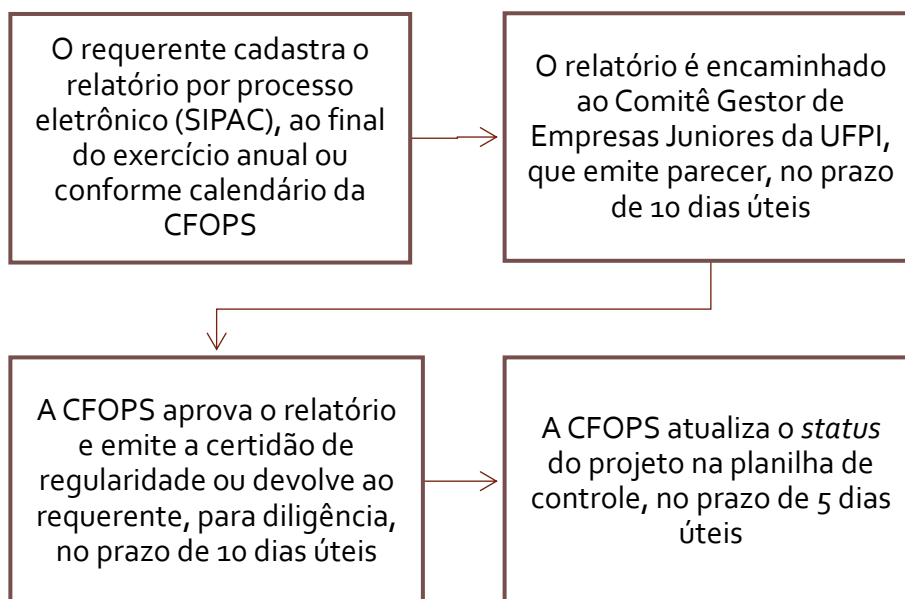 O requerente cadastra o
relatório por processo
eletrônico (SIPAC), ao final
do exercício anual ou
conforme calendário da
CFOPS
O relatório é encaminhado
ao Comitê Gestor de
Empresas Juniores da UFPI,
que emite parecer, no prazo
de 10 dias úteis
A CFOPS aprova o relatório
e emite a certidão de
regularidade ou devolve ao
requerente, para diligência,
no prazo de 10 dias úteis
A CFOPS atualiza o status
do projeto na planilha de
controle, no prazo de 5 dias
úteis